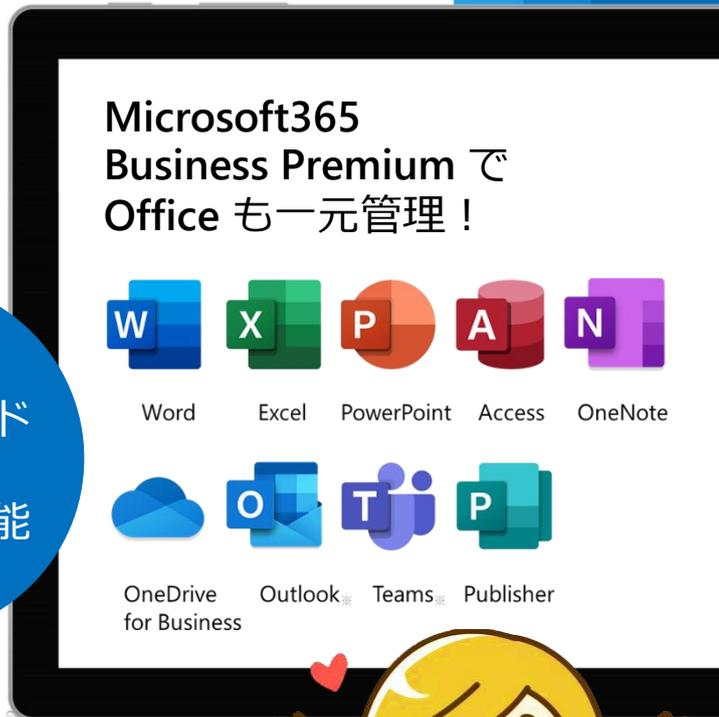 Microsoft365
Business Premium で
Office も一元管理！
W
X
P
A
N
Word
Excel
PowerPoint
Access
OneNote
O
T
P
OneDrive
for Business
Outlook※
Teams※
Publisher
ド
能